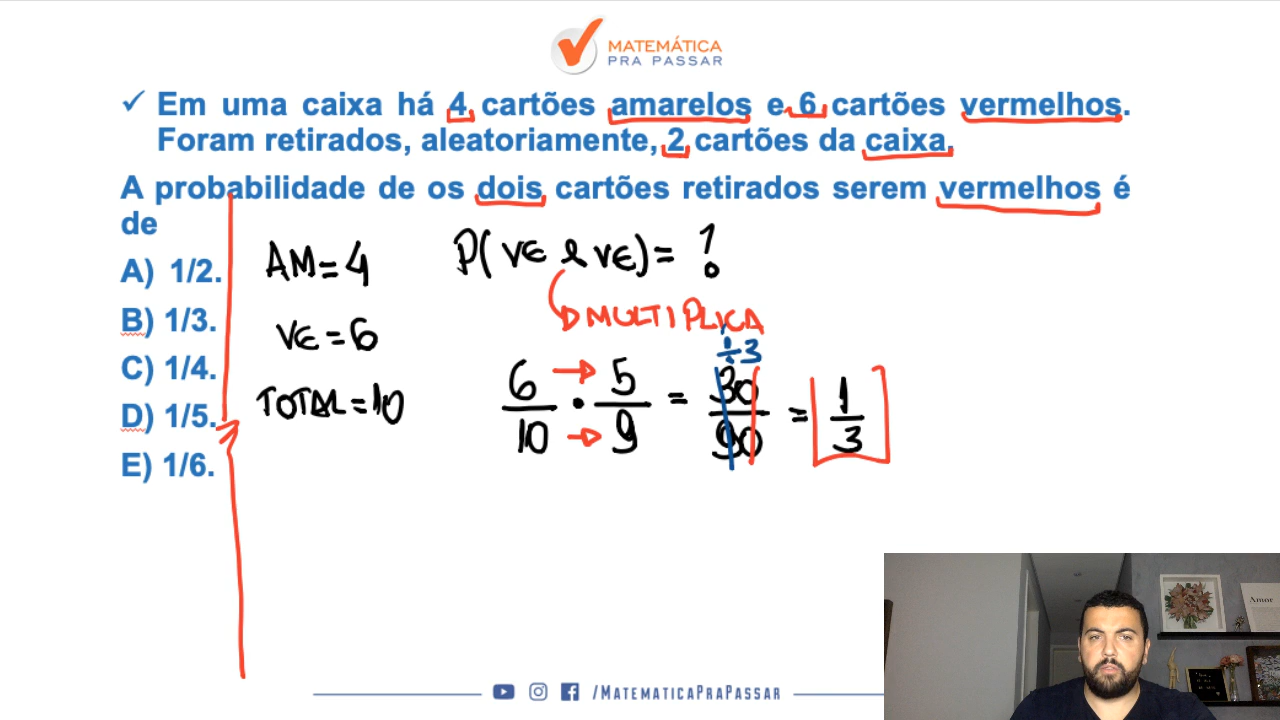 MATEMÁTICA
PRA PASSAR
✓ Em uma caixa há 4 cartões amarelos e 6 cartões vermelhos.
Foram retirados, aleatoriamente, 2 cartões da caixa.
A probabilidade de os dois cartões retirados serem vermelhos é
de
A) 1/2.
B) 1/3.
C) 1/4.
D) 1/5.
E) 1/6.
AM = 4
VE = 6
TOTAL = 10
P(VE e VE) = ?
MULTIPLICA
÷3
6/10 · 5/9 = 30/90 = 1/3
Amor
/MATEMATICAPRAPASSAR